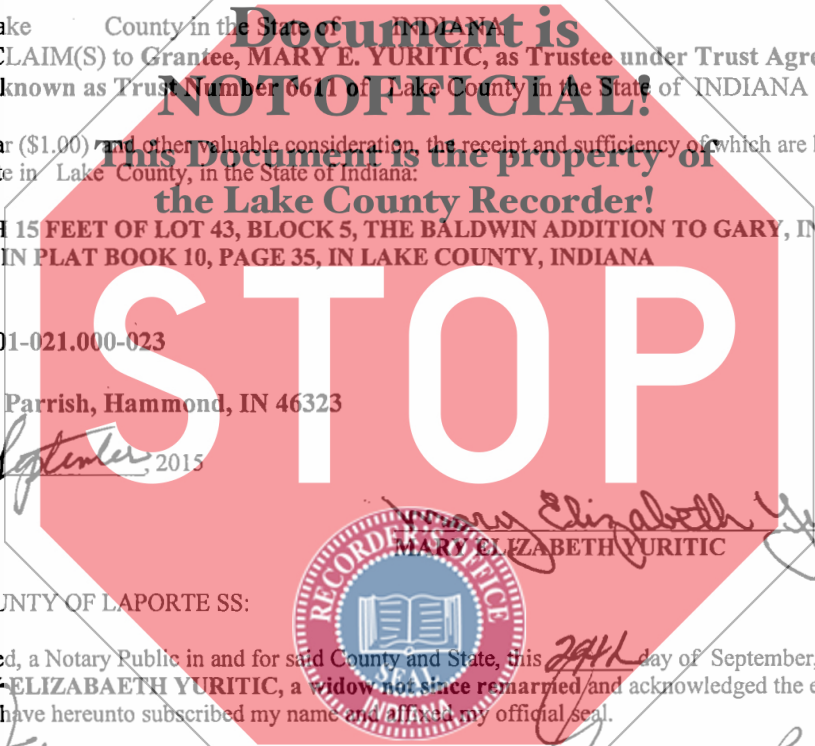 ke County in the State of INDIANA
Document is
CLAIM(S) to Grantee, MARY E. YURITIC, as Trustee under Trust Agre
known as Trust Number 6611 of Lake County in the State of INDIANA
NOT OFFICIAL!
r ($1.00) and other valuable consideration, the receipt and sufficiency of which are
This Document is the property of
e in Lake County, in the State of Indiana:
the Lake County Recorder!
15 FEET OF LOT 43, BLOCK 5, THE BALDWIN ADDITION TO GARY, IN
IN PLAT BOOK 10, PAGE 35, IN LAKE COUNTY, INDIANA
STOP
1-021.000-023
Parrish, Hammond, IN 46323
September, 2015
Mary Elizabeth Yu
MARY ELIZABETH YURITIC
RECORDER'S OFFICE
SEAL
INDIANA
UNTY OF LAPORTE SS:
ed, a Notary Public in and for said County and State, this 29th day of September,
ELIZABAETH YURITIC, a widow not since remarried and acknowledged the e
have hereunto subscribed my name and affixed my official seal.